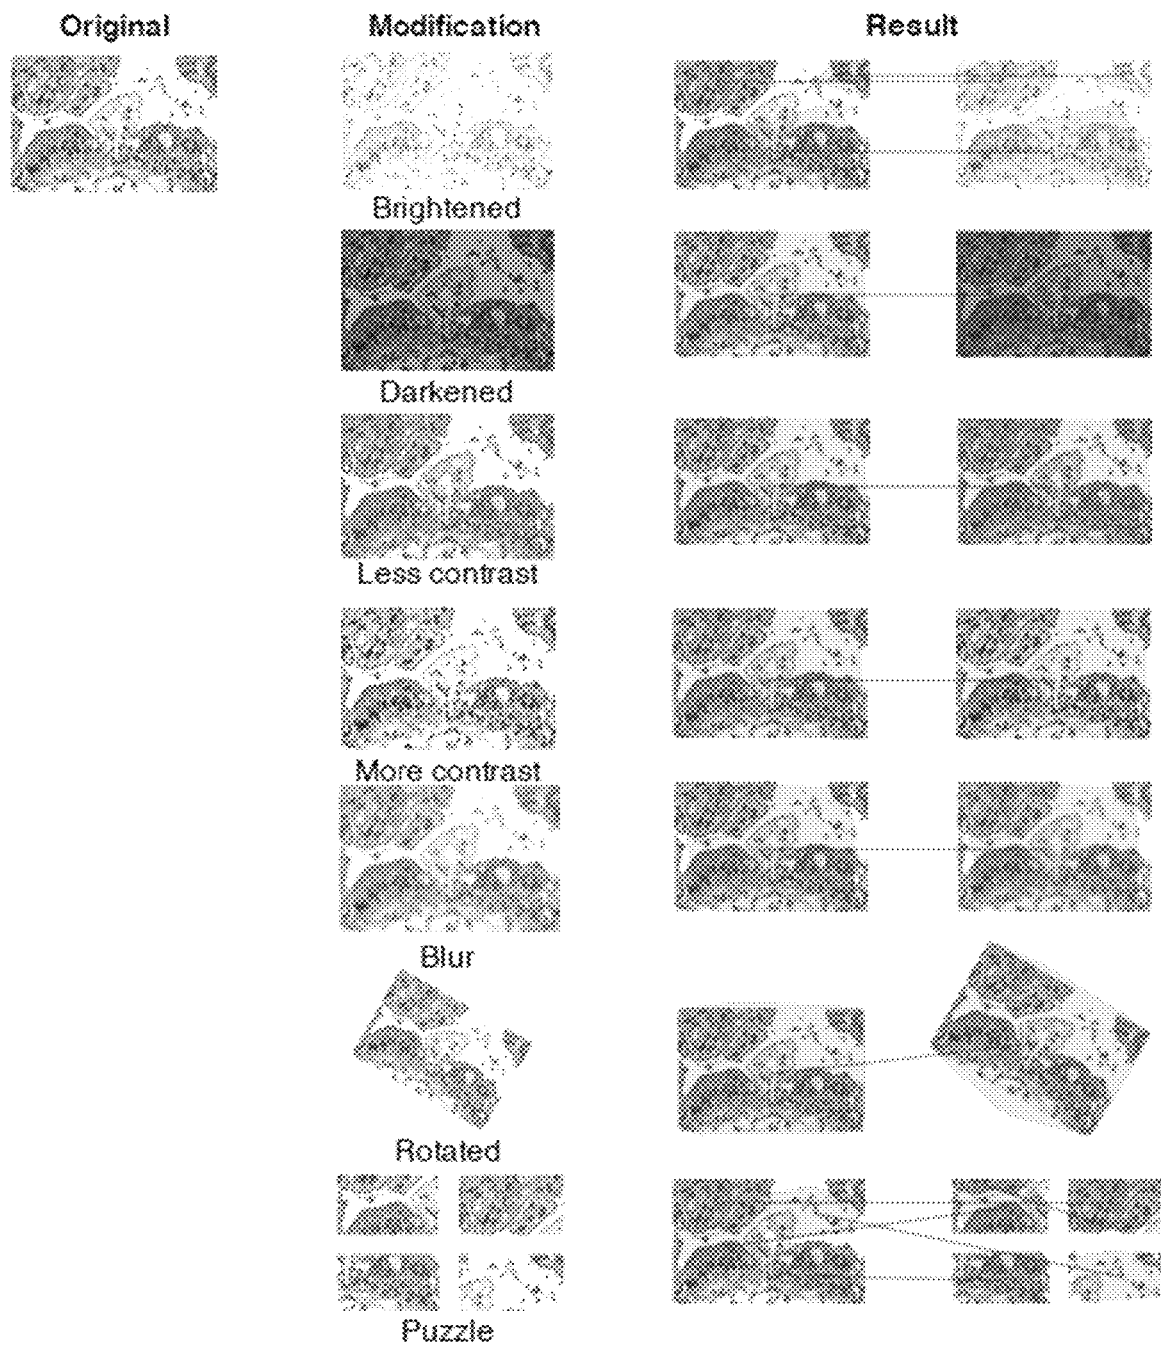 Original Modification Result
Brightened
Darkened
Less contrast
More contrast
Blur
Rotated
Puzzle